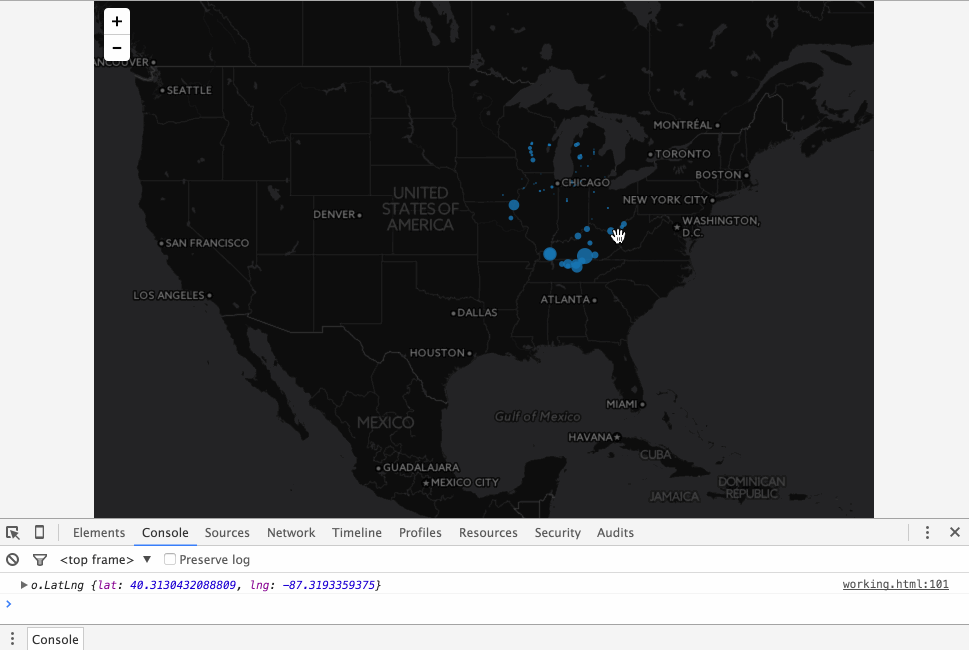 +
−
ANCOUVER
SEATTLE
MONTRÉAL
TORONTO
BOSTON
CHICAGO
UNITED
STATES OF
AMERICA
NEW YORK CITY
DENVER
WASHINGTON,
D.C.
SAN FRANCISCO
LOS ANGELES
ATLANTA
DALLAS
HOUSTON
MIAMI
Gulf of Mexico
MEXICO
HAVANA
CUBA
GUADALAJARA
MEXICO CITY
DOMINICAN
REPUBLIC
JAMAICA
Elements Console Sources Network Timeline Profiles Resources Security Audits
<top frame> ▼ Preserve log
▶ o.LatLng {lat: 40.3130432088809, lng: −87.3193359375} working.html:101
>
Console